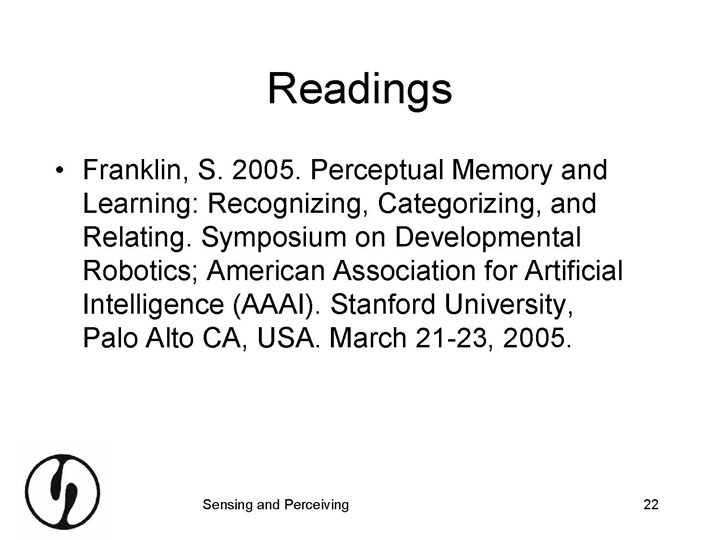 Readings
• Franklin, S. 2005. Perceptual Memory and
Learning: Recognizing, Categorizing, and
Relating. Symposium on Developmental
Robotics; American Association for Artificial
Intelligence (AAAI). Stanford University,
Palo Alto CA, USA. March 21-23, 2005.
Sensing and Perceiving
22